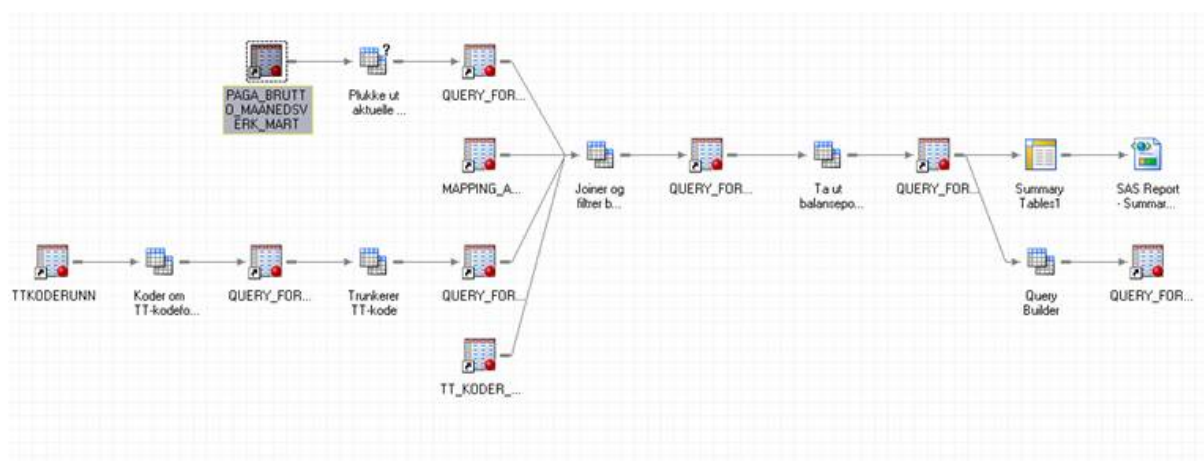 PAGA_BRUTT
O_MAANEDSV
ERK_MART
Plukke ut
aktuelle ...
QUERY_FOR...
MAPPING_A...
Joiner og
filtrer b...
QUERY_FOR...
Ta ut
balansepo...
QUERY_FOR...
Summary
Tables1
SAS Report
- Summar...
TTKODERUNN
Koder om
TT-kodefo...
QUERY_FOR...
Trunkerer
TT-kode
QUERY_FOR...
Query
Builder
QUERY_FOR...
TT_KODER_...